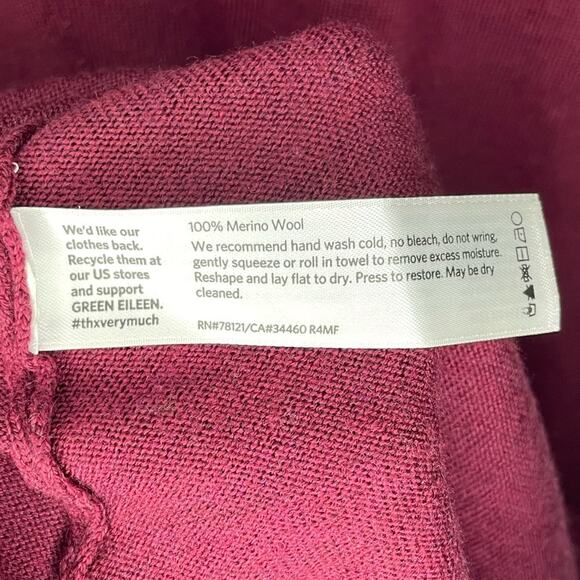 We'd like our
clothes back.
Recycle them at
our US stores
and support
GREEN EILEEN.
#thxverymuch
100% Merino Wool
We recommend hand wash cold, no bleach, do not wring,
gently squeeze or roll in towel to remove excess moisture.
Reshape and lay flat to dry. Press to restore. May be dry
cleaned.
RN#78121/CA#34460 R4MF